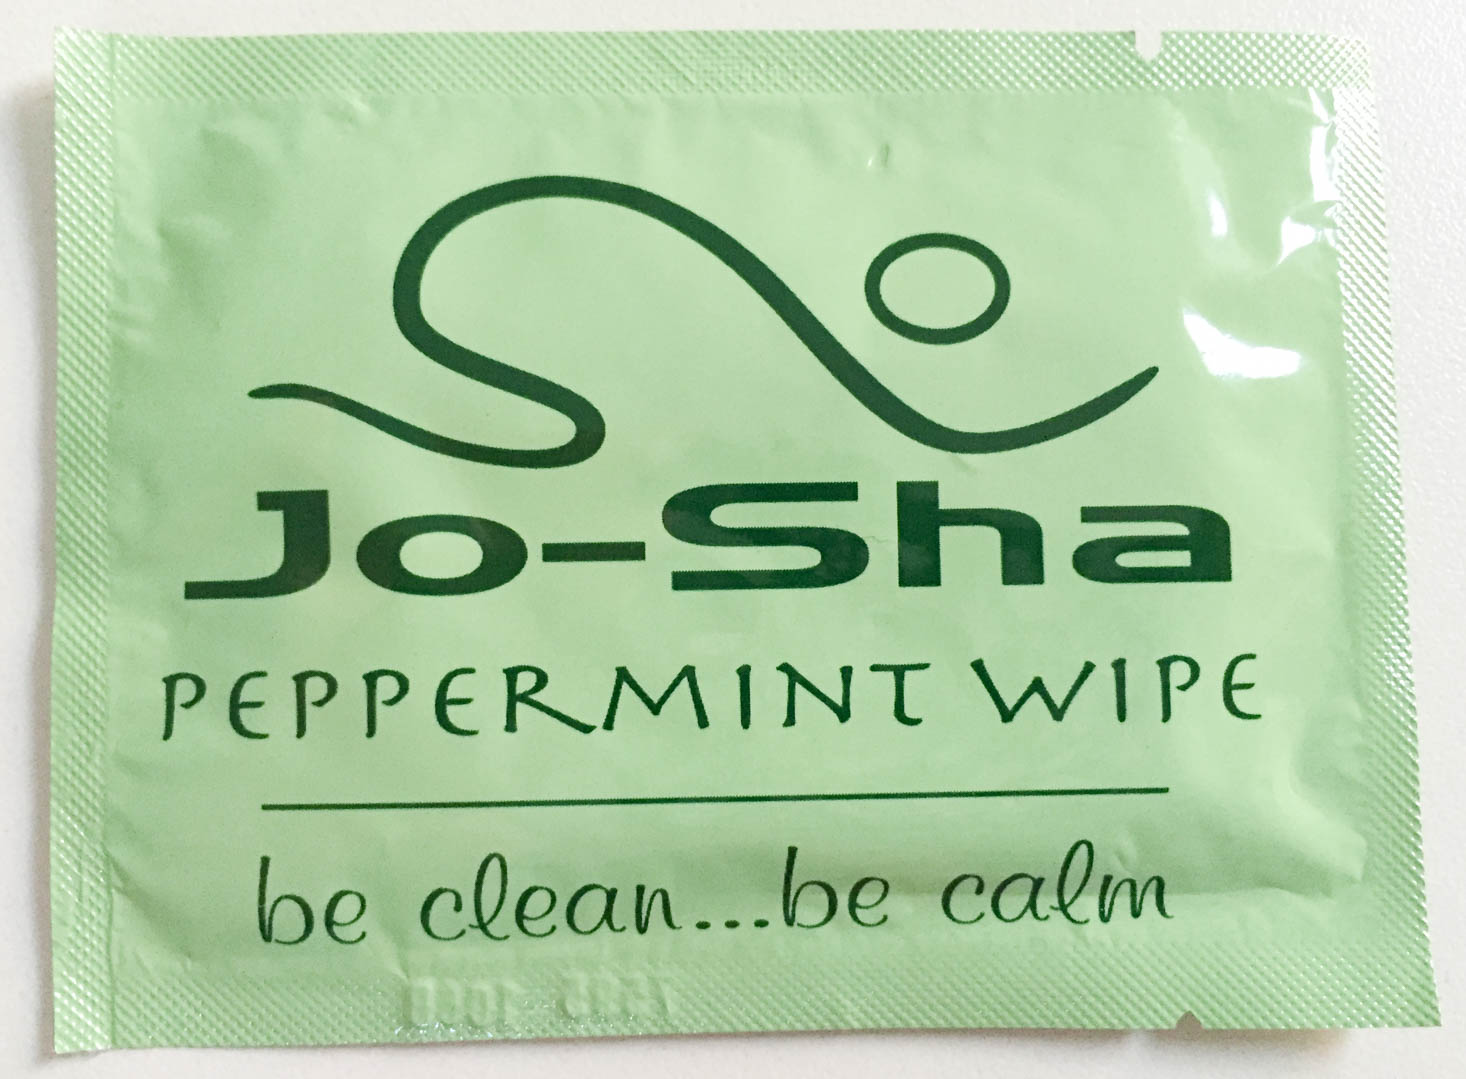 Jo-Sha
PEPPERMINT WIPE
be clean...be calm